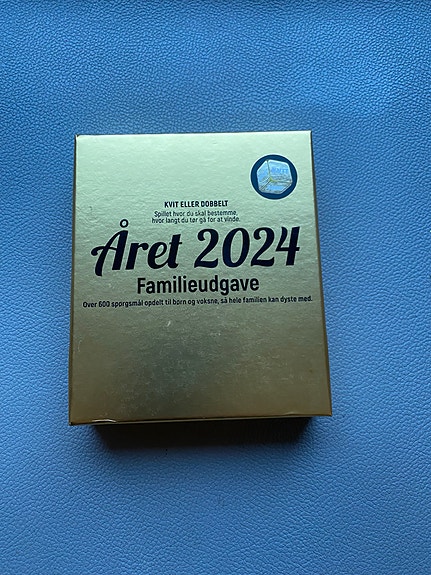 KVIT ELLER DOBBELT
Spillet hvor du skal bestemme,
hvor langt du tør gå for at vinde.
Året 2024
Familieudgave
Over 600 spørgsmål opdelt til børn og voksne, så hele familien kan dyste med.